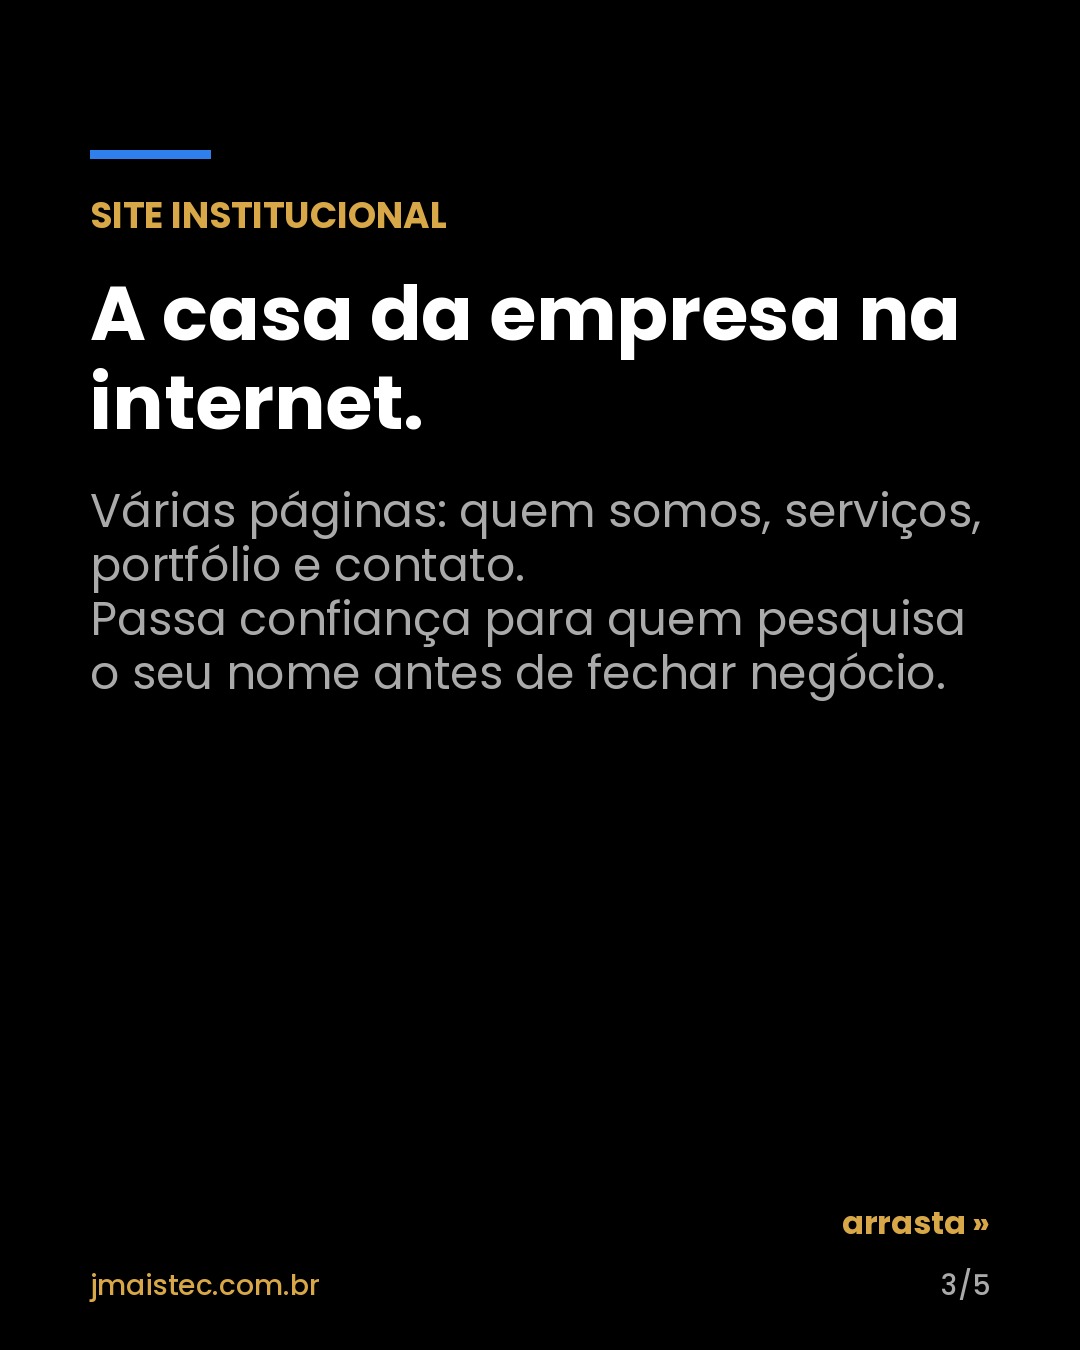 SITE INSTITUCIONAL
A casa da empresa na
internet.
Várias páginas: quem somos, serviços,
portfólio e contato.
Passa confiança para quem pesquisa
o seu nome antes de fechar negócio.
arrasta »
jmaistec.com.br
3/5